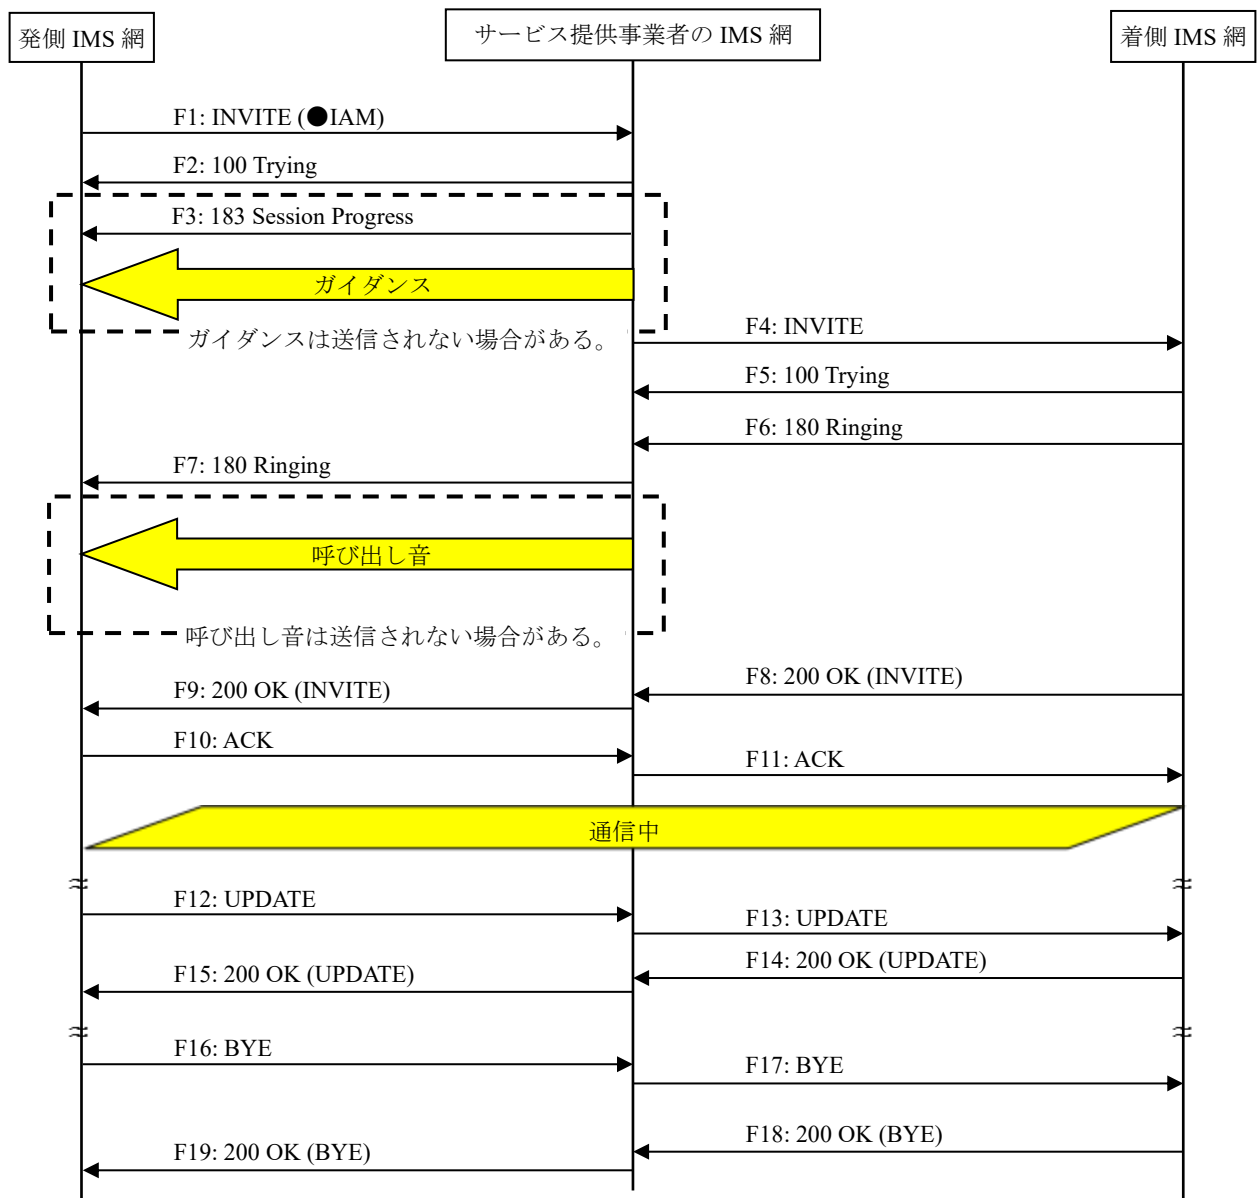 発側 IMS 網
サービス提供事業者の IMS 網
着側 IMS 網
F1: INVITE (●IAM)
F2: 100 Trying
F3: 183 Session Progress
ガイダンス
ガイダンスは送信されない場合がある。
F4: INVITE
F5: 100 Trying
F6: 180 Ringing
F7: 180 Ringing
呼び出し音
呼び出し音は送信されない場合がある。
F8: 200 OK (INVITE)
F9: 200 OK (INVITE)
F10: ACK
F11: ACK
通信中
≈
≈
F12: UPDATE
F13: UPDATE
F14: 200 OK (UPDATE)
F15: 200 OK (UPDATE)
≈
≈
F16: BYE
F17: BYE
F18: 200 OK (BYE)
F19: 200 OK (BYE)